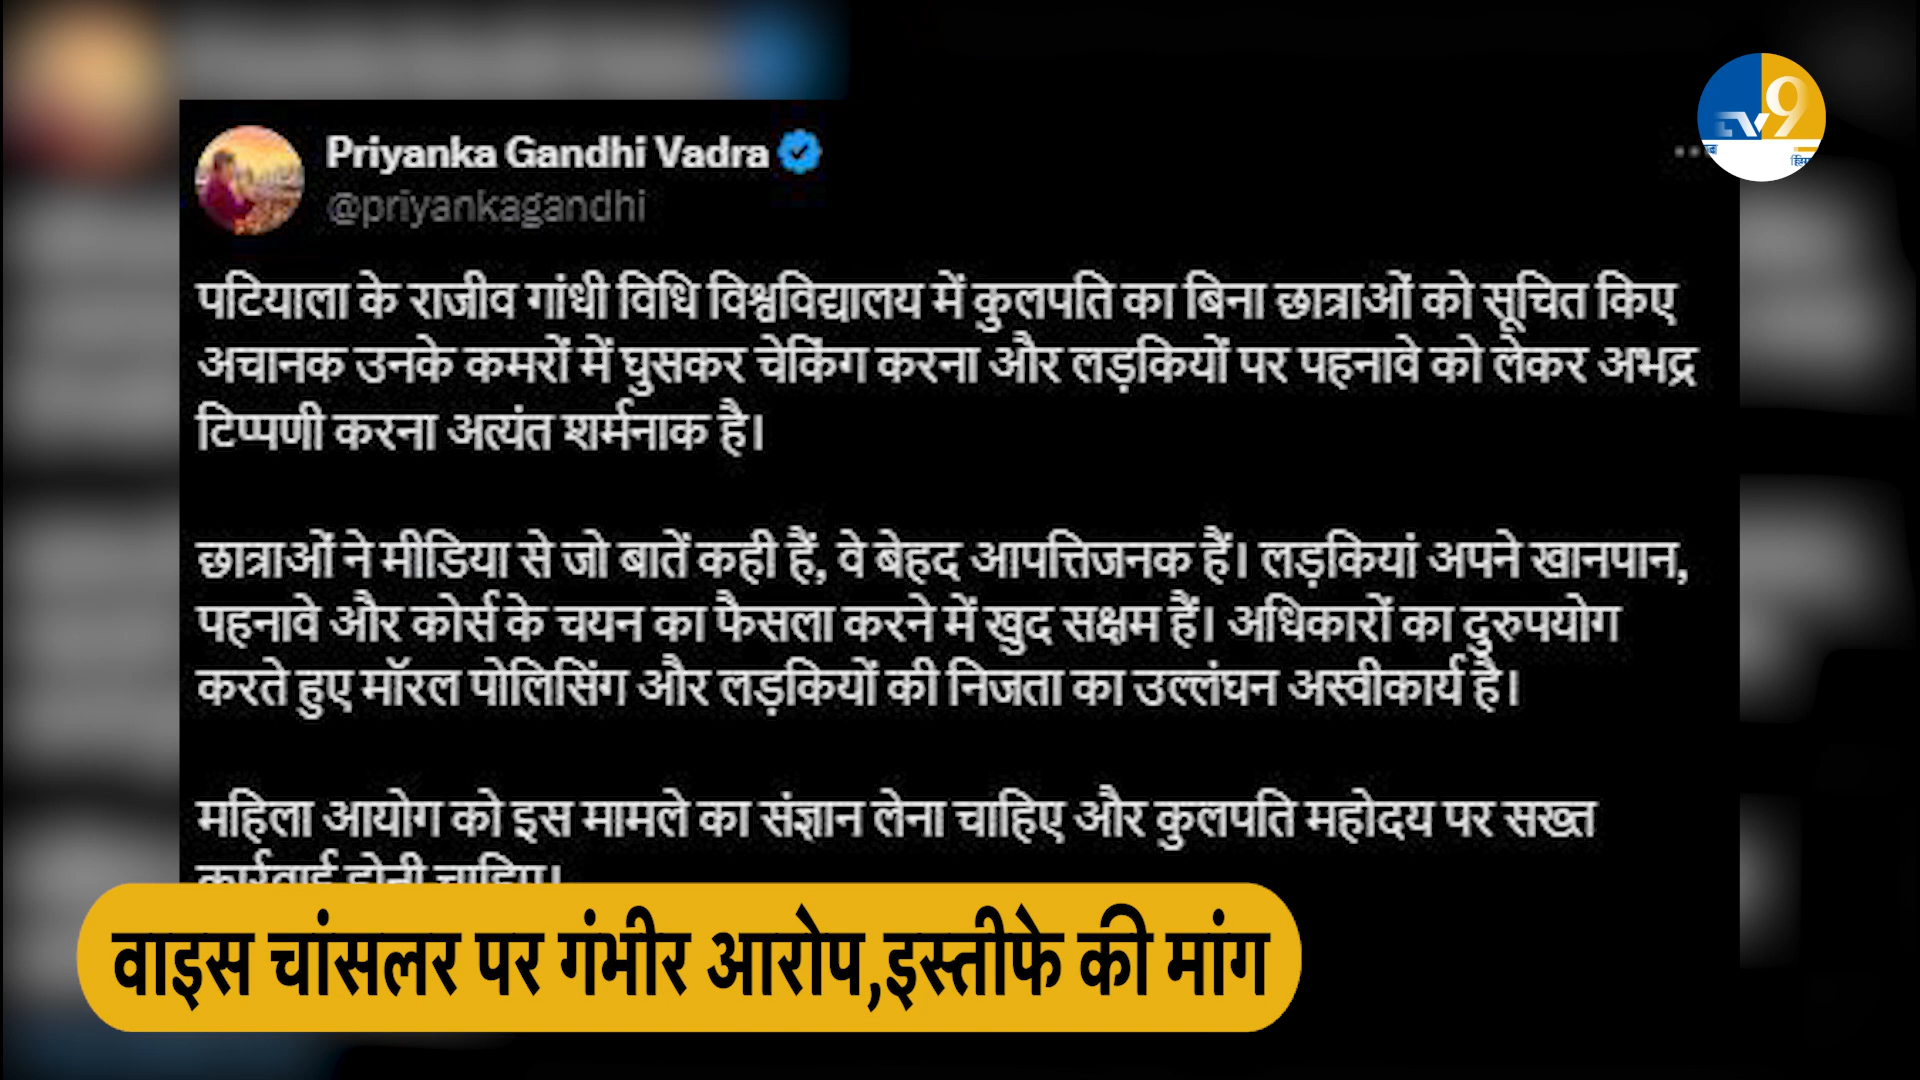 TV9
Priyanka Gandhi Vadra
@priyankagandhi
पटियाला के राजीव गांधी विधि विश्वविद्यालय में कुलपति का बिना छात्राओं को सूचित किए
अचानक उनके कमरों में घुसकर चेकिंग करना और लड़कियों पर पहनावे को लेकर अभद्र
टिप्पणी करना अत्यंत शर्मनाक है।
छात्राओं ने मीडिया से जो बातें कही हैं, वे बेहद आपत्तिजनक हैं। लड़कियां अपने खानपान,
पहनावे और कोर्स के चयन का फैसला करने में खुद सक्षम हैं। अधिकारों का दुरुपयोग
करते हुए मॉरल पोलिसिंग और लड़कियों की निजता का उल्लंघन अस्वीकार्य है।
महिला आयोग को इस मामले का संज्ञान लेना चाहिए और कुलपति महोदय पर सख्त
कार्रवाई होनी चाहिए।
वाइस चांसलर पर गंभीर आरोप,इस्तीफे की मांग